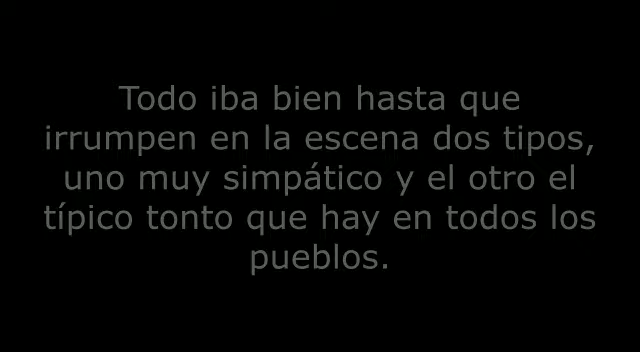 Todo iba bien hasta que
irrumpen en la escena dos tipos,
uno muy simpático y el otro el
típico tonto que hay en todos los
pueblos.